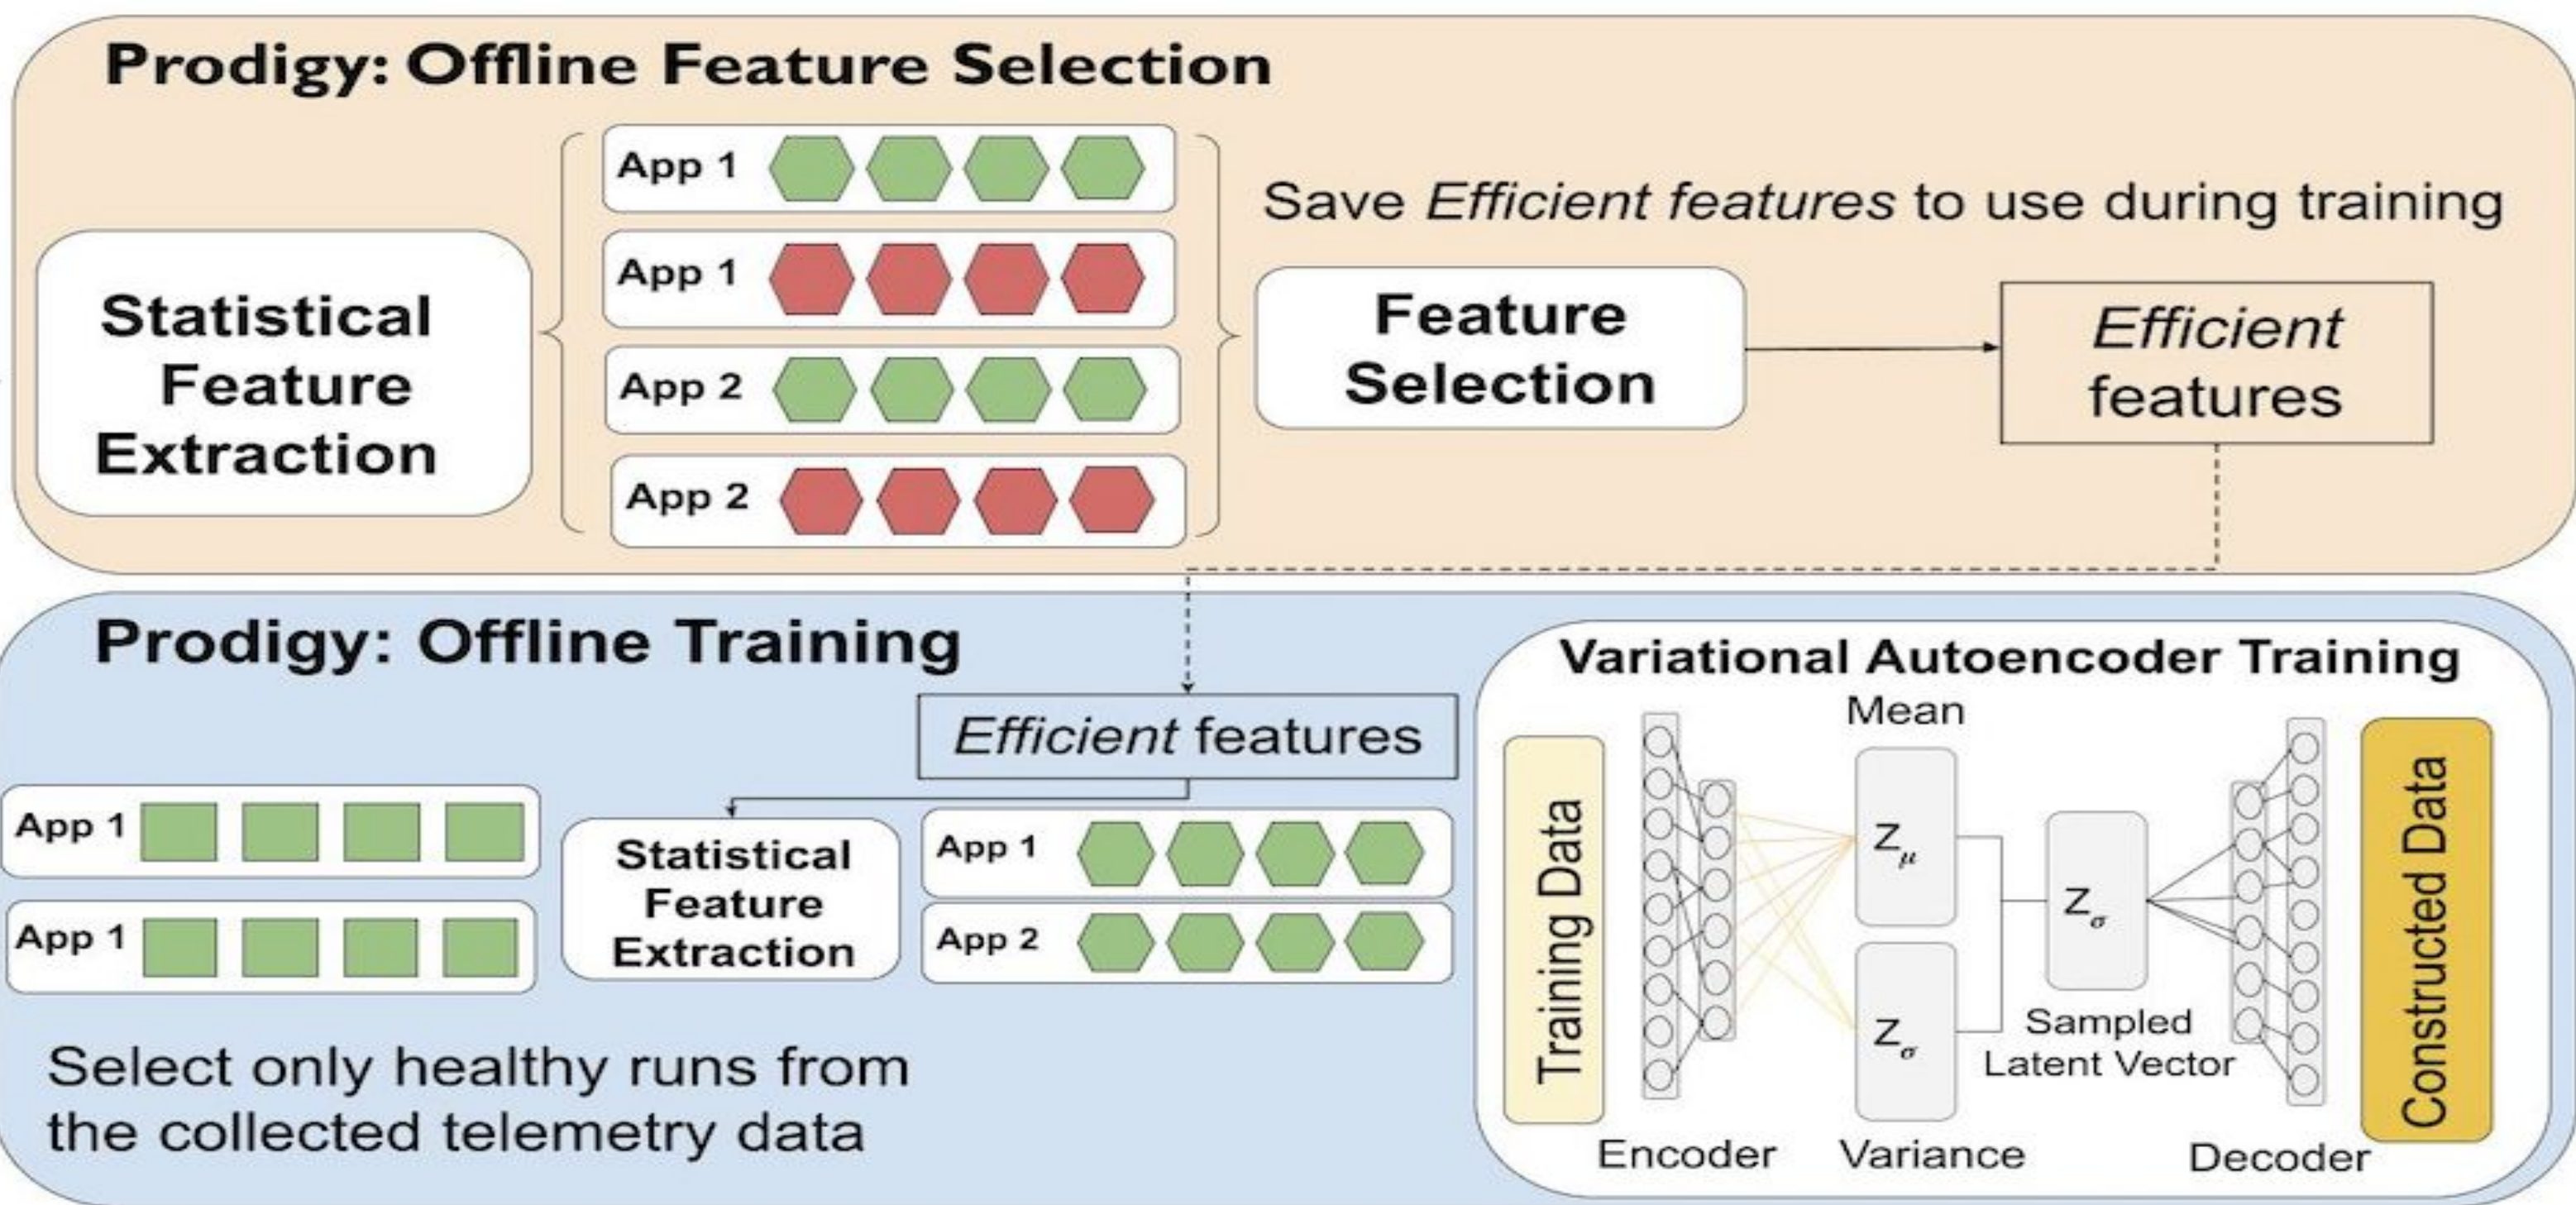 Prodigy: Offline Feature Selection
App 1
App 1
App 2
App 2
Statistical
Feature
Extraction
Save Efficient features to use during training
Feature
Selection
Efficient
features
Prodigy: Offline Training
Efficient features
App 1
App 1
Statistical
Feature
Extraction
App 1
App 2
Select only healthy runs from
the collected telemetry data
Variational Autoencoder Training
Training Data
Encoder
Mean
Zμ
Zσ
Variance
Zσ
Sampled
Latent Vector
Decoder
Constructed Data